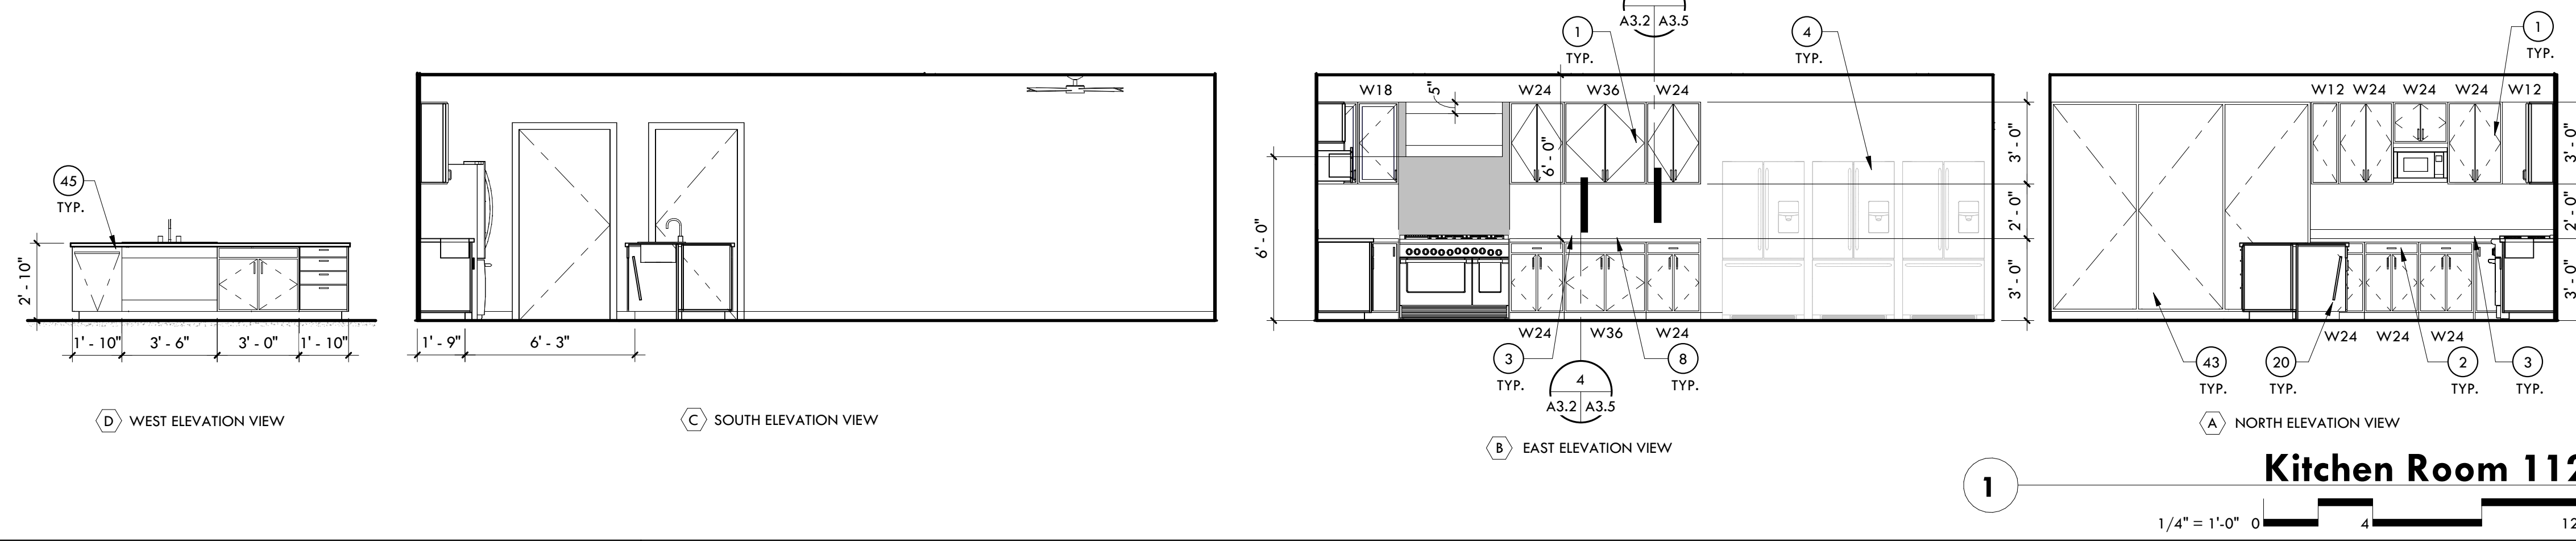 45
TYP.
2' - 10"
1' - 10"
3' - 6"
3' - 0"
1' - 10"
D WEST ELEVATION VIEW
1' - 9"
6' - 3"
C SOUTH ELEVATION VIEW
A3.2 A3.5
1
TYP.
4
TYP.
W18
5"
W24
W36
W24
6' - 0"
6' - 0"
3' - 0"
2' - 0"
3' - 0"
W24
W36
W24
3
TYP.
8
TYP.
4
A3.2 A3.5
B EAST ELEVATION VIEW
1
TYP.
W12
W24
W24
W24
W12
3' - 0"
2' - 0"
3' - 0"
W24
W24
W24
43
TYP.
20
TYP.
2
TYP.
3
TYP.
A NORTH ELEVATION VIEW
1
Kitchen Room 112
1/4" = 1'-0"
0
4
12